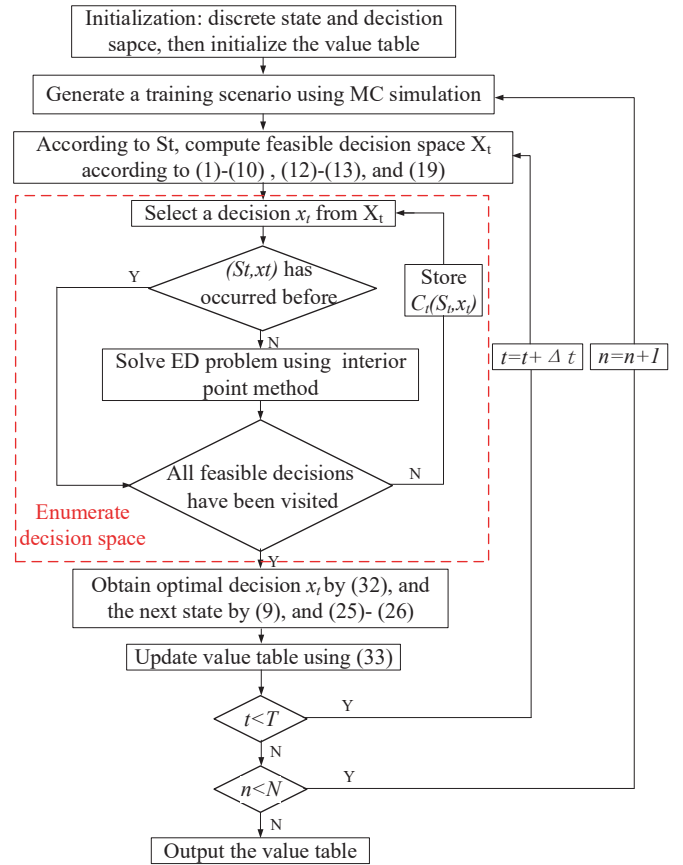 Initialization: discrete state and decistion
sapce, then initialize the value table
Generate a training scenario using MC simulation
According to St, compute feasible decision space Xₜ
according to (1)-(10) , (12)-(13), and (19)
Select a decision xₜ from Xₜ
(St,xt) has
occurred before
Y
N
Store
Cₜ(Sₜ,xₜ)
Solve ED problem using interior
point method
t=t+ Δ t
n=n+1
All feasible decisions
have been visited
N
Enumerate
decision space
Y
Obtain optimal decision xₜ by (32), and
the next state by (9), and (25)- (26)
Update value table using (33)
t<T
Y
N
n<N
Y
N
Output the value table